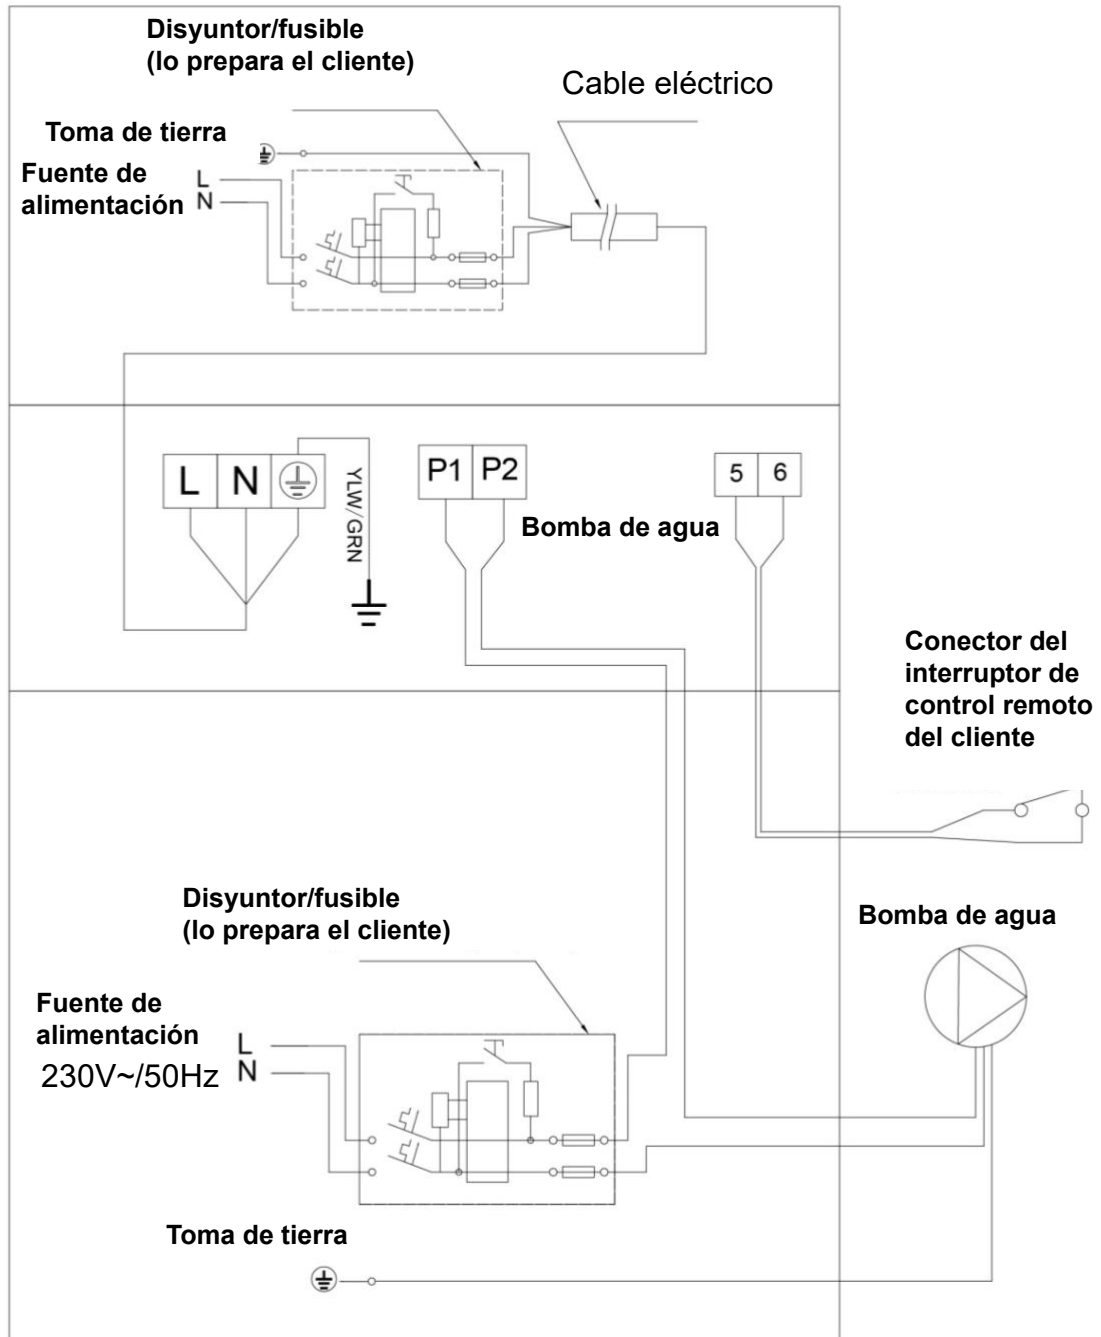 Disyuntor/fusible
(lo prepara el cliente)
Cable eléctrico
Toma de tierra
Fuente de
alimentación
L
N
L N
YLW/GRN
P1 P2
5 6
Bomba de agua
Conector del
interruptor de
control remoto
del cliente
Disyuntor/fusible
(lo prepara el cliente)
Bomba de agua
Fuente de
alimentación
230V~/50Hz
L
N
Toma de tierra